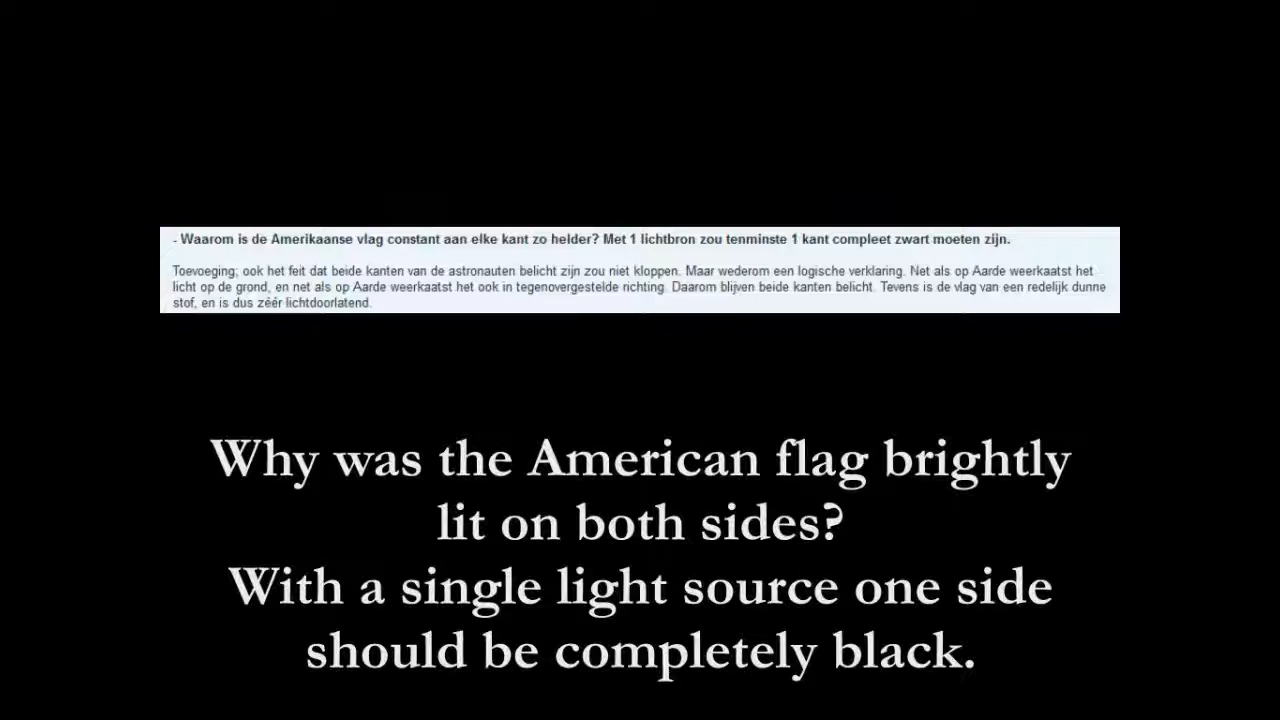 - Waarom is de Amerikaanse vlag constant aan elke kant zo helder? Met 1 lichtbron zou tenminste 1 kant compleet zwart moeten zijn.
Toevoeging; ook het feit dat beide kanten van de astronauten belicht zijn zou niet kloppen. Maar wederom een logische verklaring. Net als op Aarde weerkaatst het
licht op de grond, en net als op Aarde weerkaatst het ook in tegenovergestelde richting. Daarom blijven beide kanten belicht. Tevens is de vlag van een redelijk dunne
stof, en is dus zéér lichtdoorlatend.
Why was the American flag brightly
lit on both sides?
With a single light source one side
should be completely black.